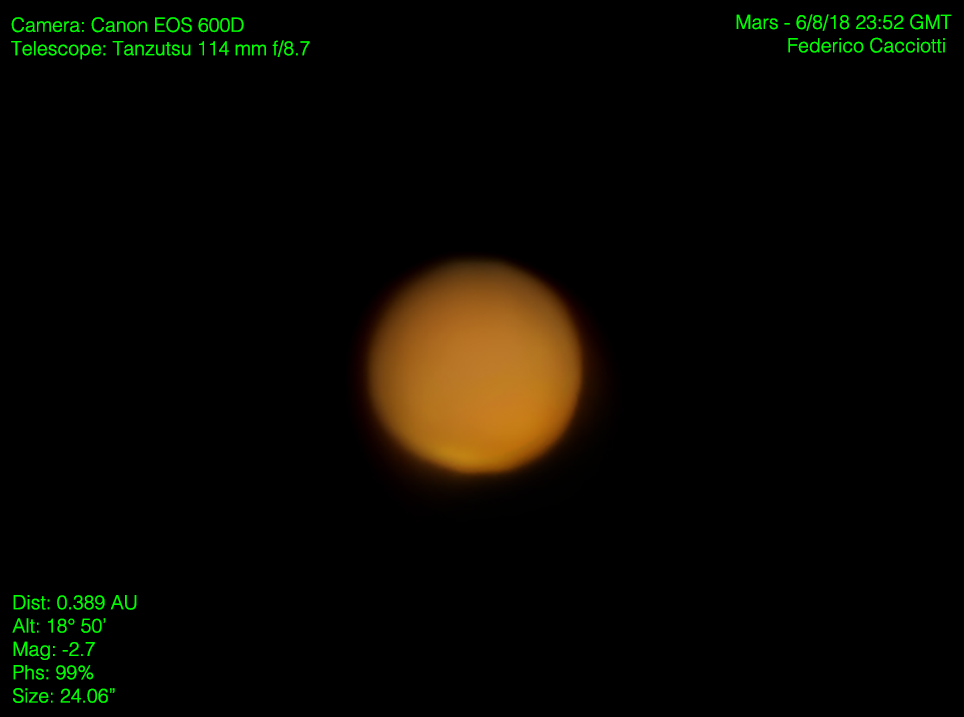 Camera: Canon EOS 600D
Telescope: Tanzutsu 114 mm f/8.7
Mars - 6/8/18 23:52 GMT
Federico Cacciotti
Dist: 0.389 AU
Alt: 18° 50'
Mag: -2.7
Phs: 99%
Size: 24.06"